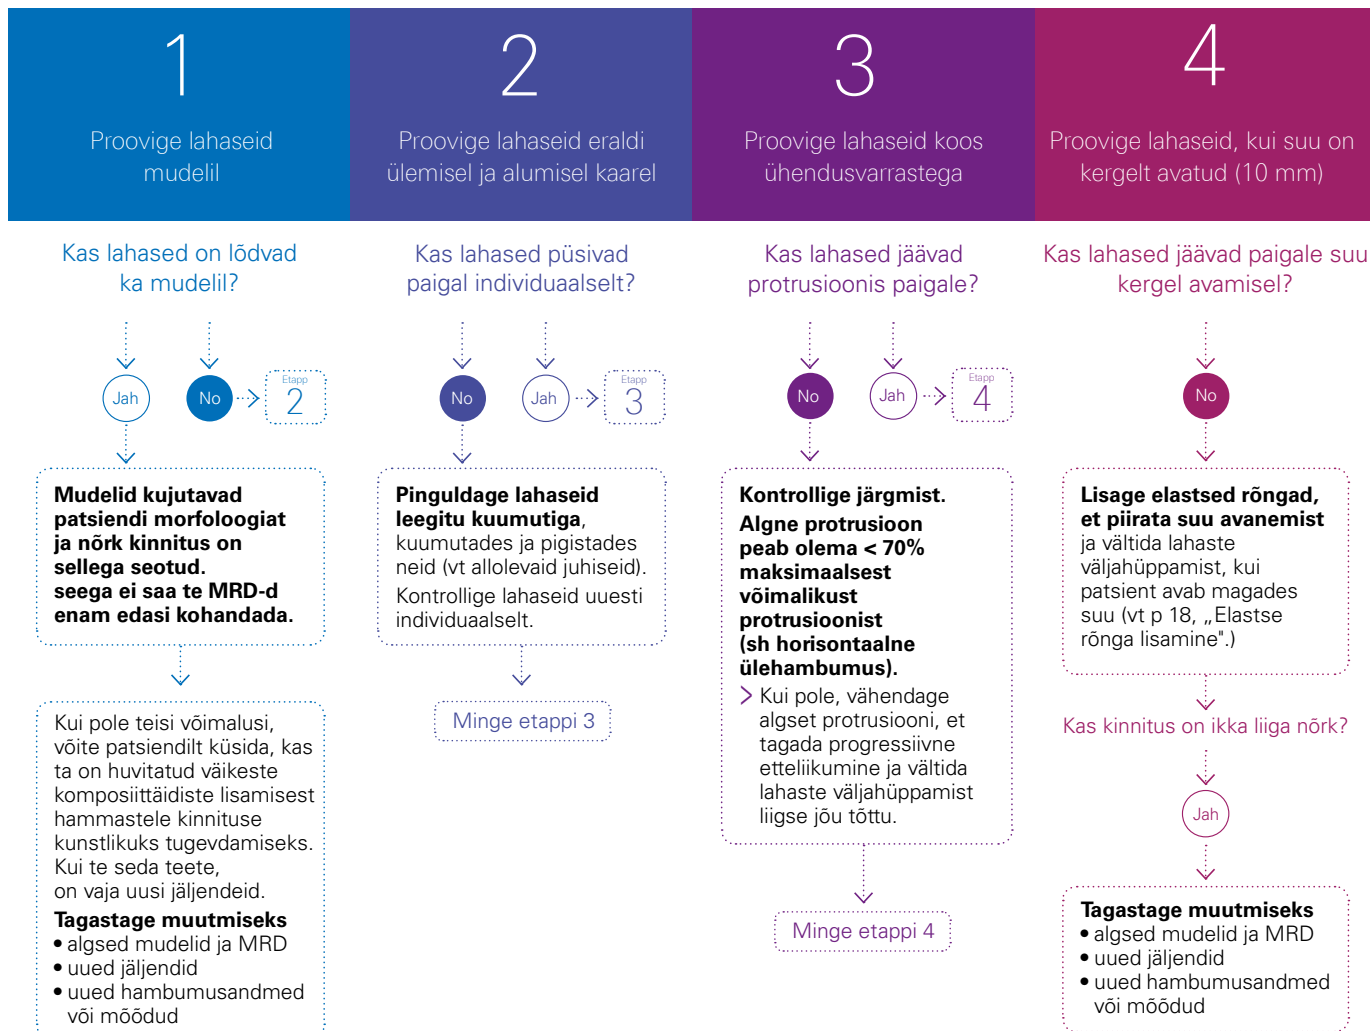 1
Proovige lahaseid
mudelil
Kas lahased on lõdvad
ka mudelil?
Jah
No
Etapp
2
Mudelid kujutavad
patsiendi morfoloogiat
ja nõrk kinnitus on
sellega seotud.
seega ei saa te MRD-d
enam edasi kohandada.
Kui pole teisi võimalusi,
võite patsiendilt küsida, kas
ta on huvitatud väikeste
komposiittäidiste lisamisest
hammastele kinnituse
kunstlikuks tugevdamiseks.
Kui te seda teete,
on vaja uusi jäljendeid.
Tagastage muutmiseks
• algsed mudelid ja MRD
• uued jäljendid
• uued hambumusandmed
või mõõdud
2
Proovige lahaseid eraldi
ülemisel ja alumisel kaarel
Kas lahased püsivad
paigal individuaalselt?
No
Jah
Etapp
3
Pinguldage lahaseid
leegitu kuumutiga,
kuumutades ja pigistades
neid (vt allolevaid juhiseid).
Kontrollige lahaseid uuesti
individuaalselt.
Minge etappi 3
3
Proovige lahaseid koos
ühendusvarrastega
Kas lahased jäävad
protrusioonis paigale?
No
Jah
Etapp
4
Kontrollige järgmist.
Algne protrusioon
peab olema < 70%
maksimaalsest
võimalikust
protrusioonist
(sh horisontaalne
ülehambumus).
> Kui pole, vähendage
algset protrusiooni, et
tagada progressiivne
etteliikumine ja vältida
lahaste väljahüppamist
liigse jõu tõttu.
Minge etappi 4
4
Proovige lahaseid, kui suu on
kergelt avatud (10 mm)
Kas lahased jäävad paigale suu
kergel avamisel?
No
Lisage elastsed rõngad,
et piirata suu avanemist
ja vältida lahaste
väljahüppamist, kui
patsient avab magades
suu (vt p 18, „Elastse
rõnga lisamine".)
Kas kinnitus on ikka liiga nõrk?
Jah
Tagastage muutmiseks
• algsed mudelid ja MRD
• uued jäljendid
• uued hambumusandmed
või mõõdud